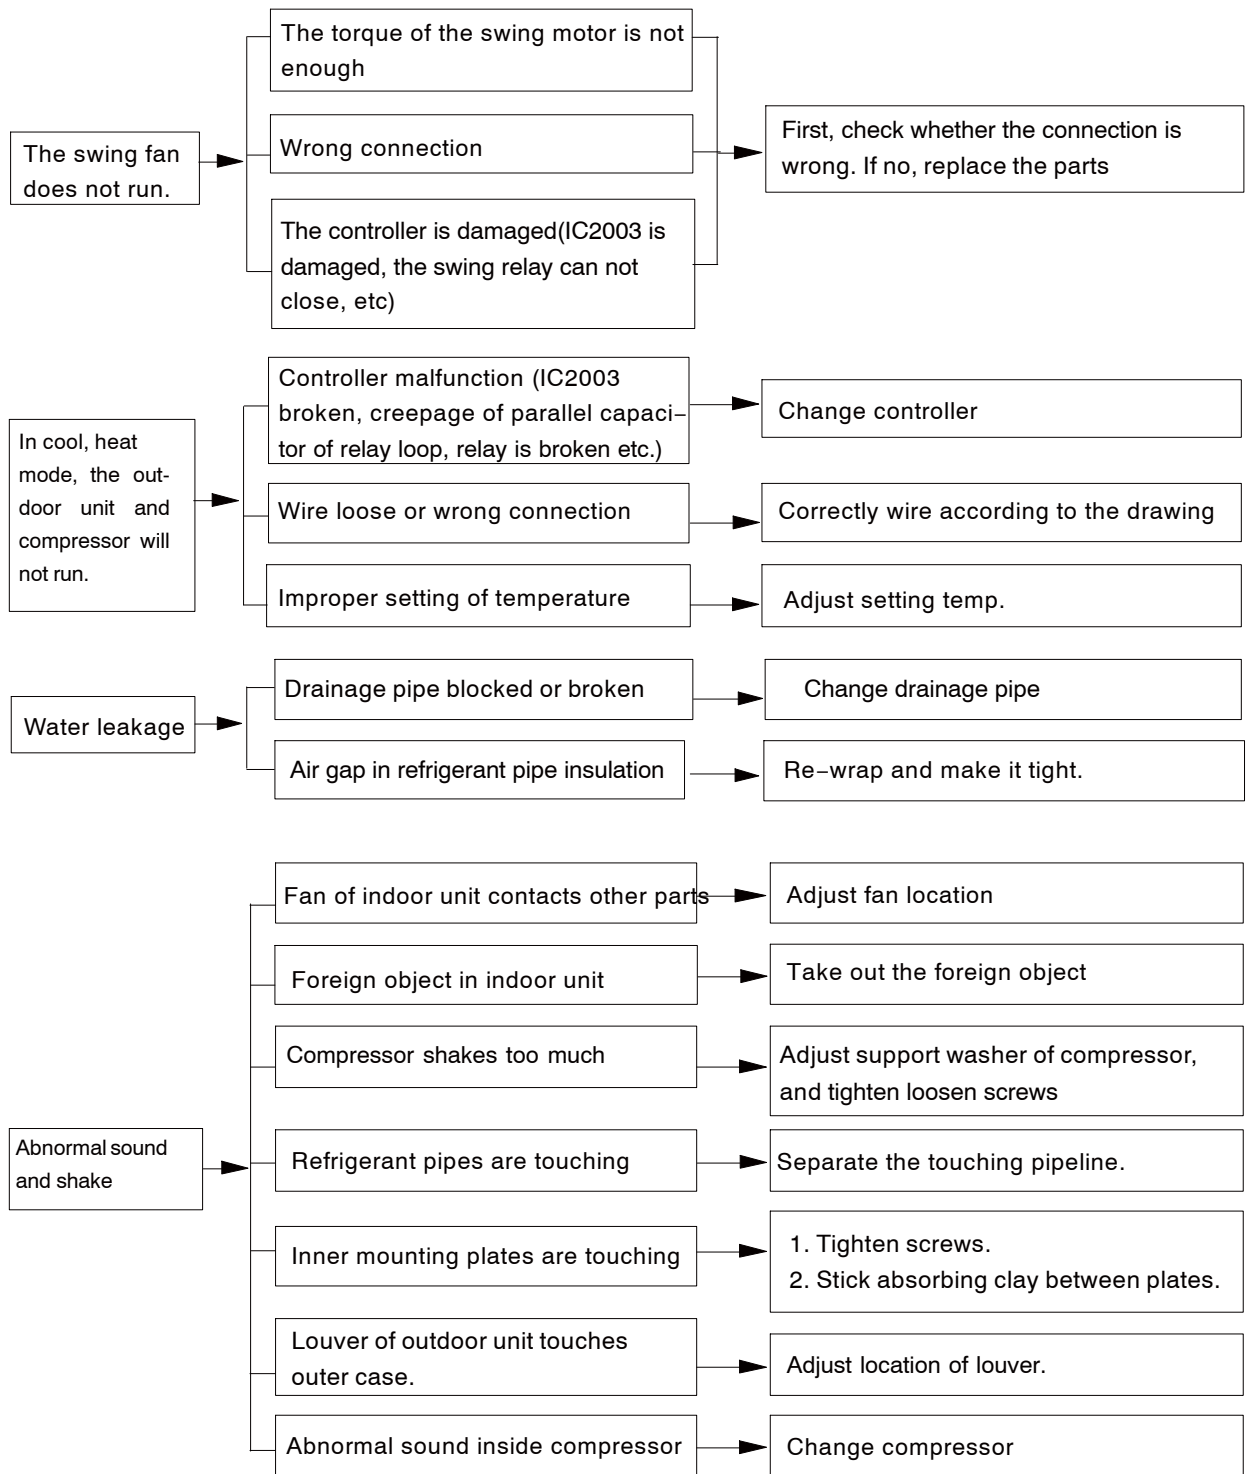 The torque of the swing motor is not
enough
The swing fan
does not run.
Wrong connection
First, check whether the connection is
wrong. If no, replace the parts
The controller is damaged(IC2003 is
damaged, the swing relay can not
close, etc)
In cool, heat
mode, the out-
door unit and
compressor will
not run.
Controller malfunction (IC2003
broken, creepage of parallel capaci–
tor of relay loop, relay is broken etc.)
Change controller
Wire loose or wrong connection
Correctly wire according to the drawing
Improper setting of temperature
Adjust setting temp.
Water leakage
Drainage pipe blocked or broken
Change drainage pipe
Air gap in refrigerant pipe insulation
Re–wrap and make it tight.
Abnormal sound
and shake
Fan of indoor unit contacts other parts
Adjust fan location
Foreign object in indoor unit
Take out the foreign object
Compressor shakes too much
Adjust support washer of compressor,
and tighten loosen screws
Refrigerant pipes are touching
Separate the touching pipeline.
Inner mounting plates are touching
1. Tighten screws.
2. Stick absorbing clay between plates.
Louver of outdoor unit touches
outer case.
Adjust location of louver.
Abnormal sound inside compressor
Change compressor